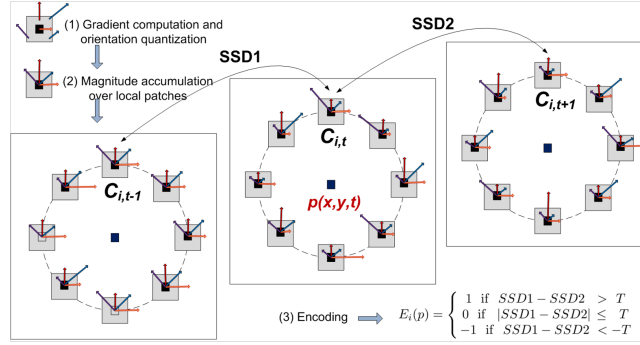 (1) Gradient computation and
orientation quantization
(2) Magnitude accumulation
over local patches
SSD1
SSD2
C_{i,t-1}
C_{i,t}
C_{i,t+1}
p(x,y,t)
(3) Encoding
E_i(p) = { 1 if SSD1 − SSD2 > T
0 if |SSD1 − SSD2| ≤ T
−1 if SSD1 − SSD2 < −T